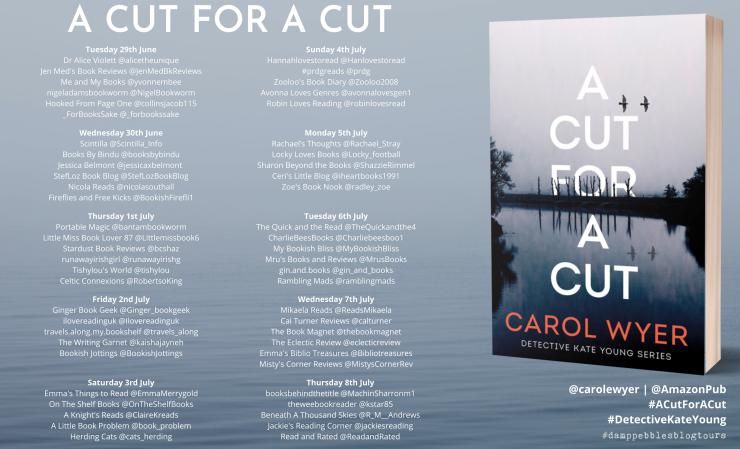 A CUT FOR A CUT
Tuesday 29th June
Dr Alice Violett @alicetheunique
Jen Med's Book Reviews @JenMedBkReviews
Me and My Books @yvonnembee
nigeladamsbookworm @NigelBookworm
Hooked From Page One @collinsjacob115
_ForBooksSake @_forbookssake
Wednesday 30th June
Scintilla @Scintilla_Info
Books By Bindu @booksbybindu
Jessica Belmont @jessicaxbelmont
StefLoz Book Blog @StefLozBookBlog
Nicola Reads @nicolasouthall
Fireflies and Free Kicks @BookishFirefli1
Thursday 1st July
Portable Magic @bantambookworm
Little Miss Book Lover 87 @Littlemissbook6
Stardust Book Reviews @bcshaz
runawayirishgirl @runawayirishg
Tishylou's World @tishylou
Celtic Connexions @RobertsoKing
Friday 2nd July
Ginger Book Geek @Ginger_bookgeek
ilovereadinguk @Ilovereadinguk
travels.along.my.bookshelf @travels_along
The Writing Garnet @kaishajayneh
Bookish Jottings @BookishJottings
Saturday 3rd July
Emma's Things to Read @EmmaMerrygold
On The Shelf Books @OnTheShelfBooks
A Knight's Reads @ClaireKreads
A Little Book Problem @book_problem
Herding Cats @cats_herding
Sunday 4th July
Hannahlovestoread @Hanlovestoread
#prdgreads @prdg
Zooloo's Book Diary @Zooloo2008
Avonna Loves Genres @avonnalovesgen1
Robin Loves Reading @robinlovesread
Monday 5th July
Rachael's Thoughts @Rachael_Stray
Locky Loves Books @Locky_football
Sharon Beyond the Books @ShazzieRimmel
Ceri's Little Blog @iheartbooks1991
Zoe's Book Nook @radley_zoe
Tuesday 6th July
The Quick and the Read @TheQuickandthe4
CharlieBeesBooks @Charliebeesboo1
My Bookish Bliss @MyBookishBliss
Mru's Books and Reviews @MrusBooks
gin.and.books @gin_and_books
Rambling Mads @ramblingmads
Wednesday 7th July
Mikaela Reads @ReadsMikaela
Cal Turner Reviews @calturner
The Book Magnet @thebookmagnet
The Eclectic Review @eclecticreview
Emma's Biblio Treasures @Bibliotreasures
Misty's Corner Reviews @MistysCornerRev
Thursday 8th July
booksbehindthetitle @MachinSharronm1
theweebookreader @kstar85
Beneath A Thousand Skies @R_M__Andrews
Jackie's Reading Corner @jackiesreading
Read and Rated @ReadandRated
A
CUT
FOR
A
CUT
CAROL WYER
DETECTIVE KATE YOUNG SERIES
@carolewyer | @AmazonPub
#ACutForACut
#DetectiveKateYoung
#damppebblesblogtours